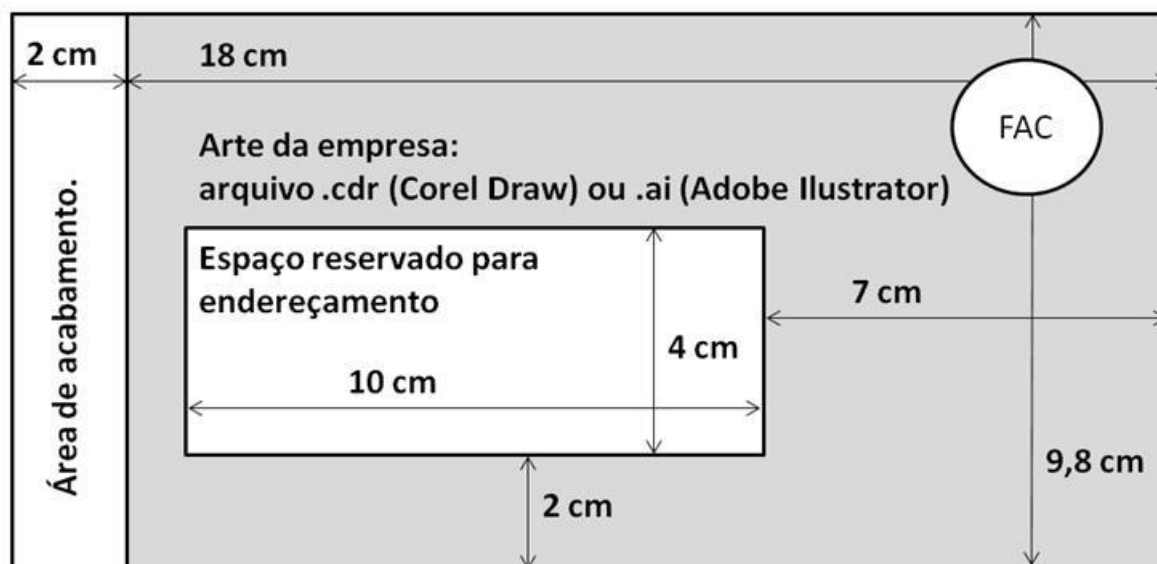 2 cm
18 cm
FAC
Arte da empresa:
arquivo .cdr (Corel Draw) ou .ai (Adobe Ilustrator)
Área de acabamento.
Espaço reservado para
endereçamento
7 cm
4 cm
10 cm
9,8 cm
2 cm